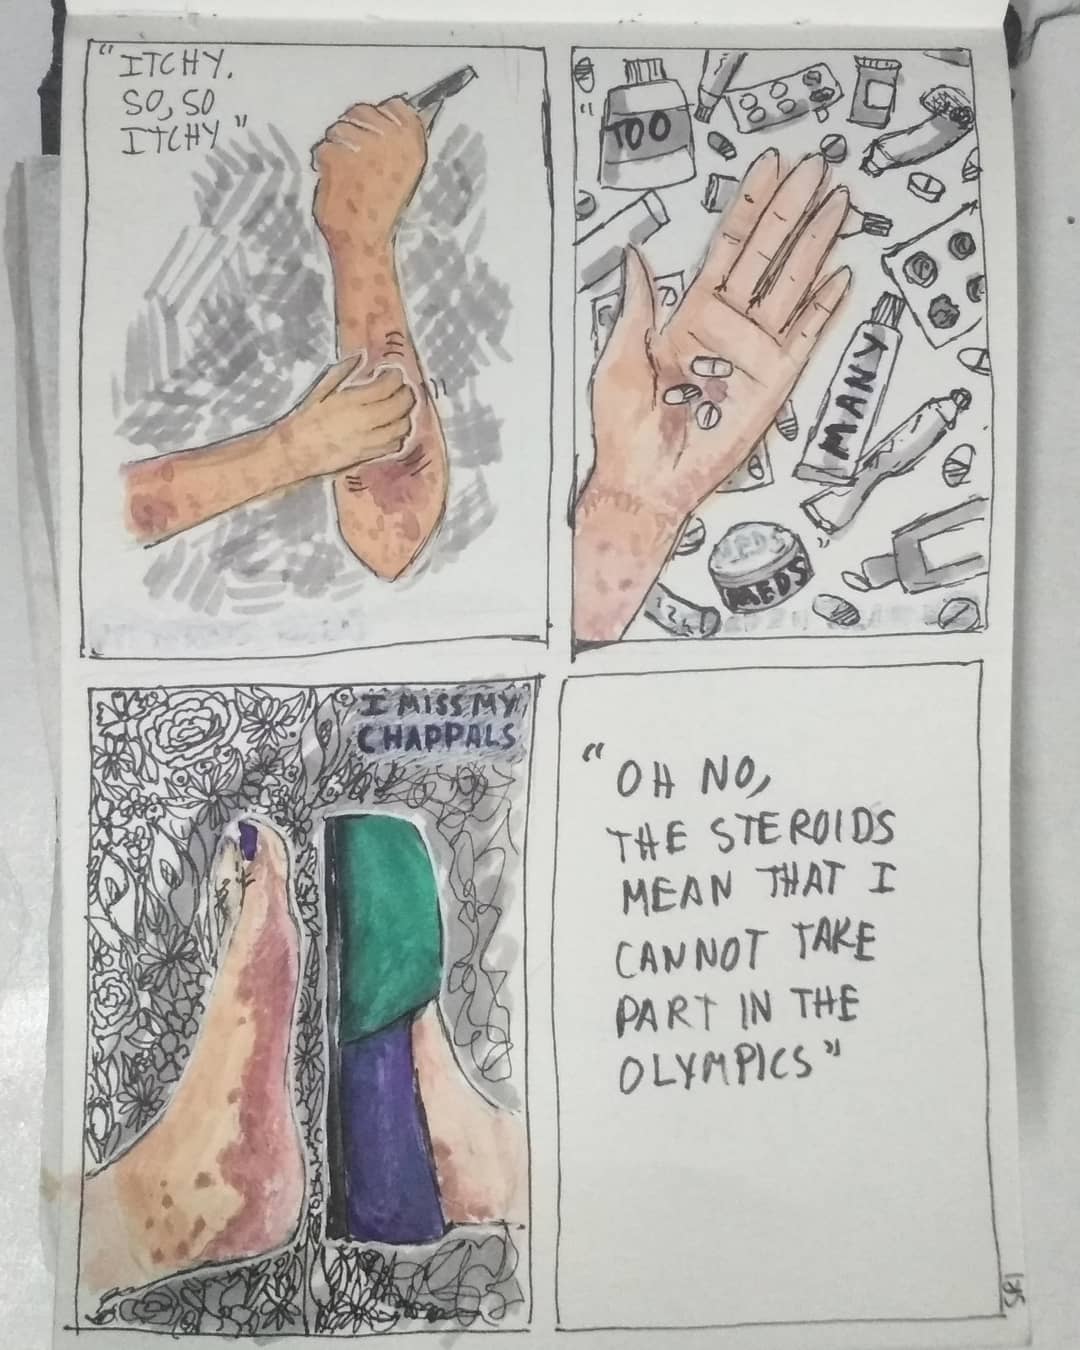 "ITCHY.
SO, SO
ITCHY"
"TOO
MANY
MEDS
MEDS
"
I MISS MY
CHAPPALS
"OH NO,
THE STEROIDS
MEAN THAT I
CANNOT TAKE
PART IN THE
OLYMPICS"